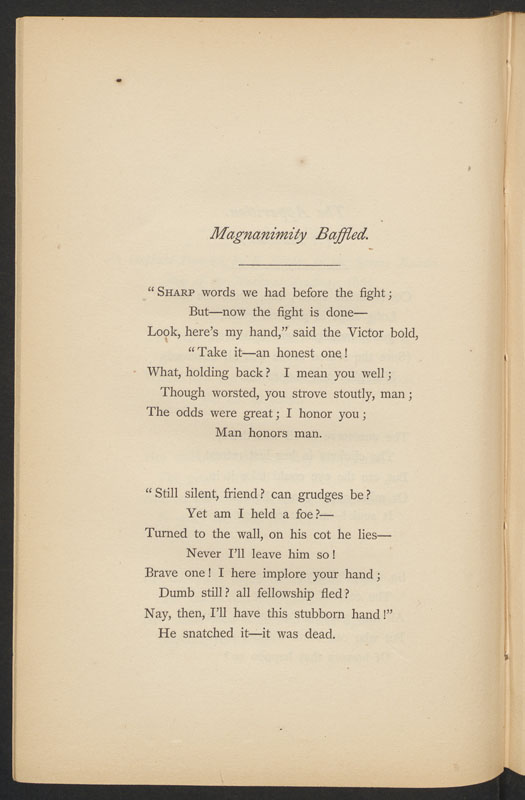 Magnanimity Baffled.
“SHARP words we had before the fight;
But—now the fight is done—
Look, here’s my hand,” said the Victor bold,
“Take it—an honest one!
What, holding back? I mean you well;
Though worsted, you strove stoutly, man;
The odds were great; I honor you;
Man honors man.
“Still silent, friend? can grudges be?
Yet am I held a foe?—
Turned to the wall, on his cot he lies—
Never I’ll leave him so!
Brave one! I here implore your hand;
Dumb still? all fellowship fled?
Nay, then, I’ll have this stubborn hand!”
He snatched it—it was dead.